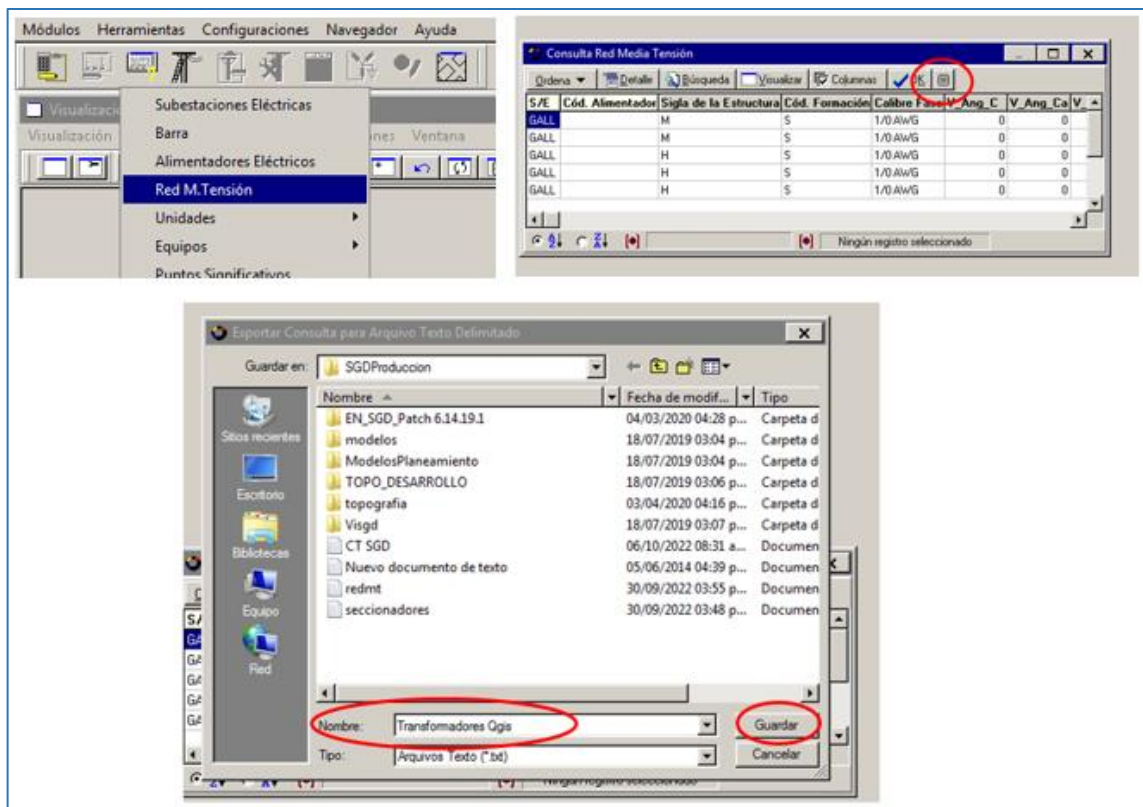 Módulos Herramientas Configuraciones Navegador Ayuda
Visualización Ventana
Subestaciones Eléctricas
Barra
Alimentadores Eléctricos
Red M.Tensión
Unidades
Equipos
Puntos Significativos
Consulta Red Media Tensión
Ordena Detalle Búsqueda Visualizar Columnas OK
S/E Cód. Alimentador Sigla de la Estructura Cód. Formación Calibre Fase V_Ang_C V_Ang_Ca V_
GALL M S 1/0 AWG 0 0
GALL M S 1/0 AWG 0 0
GALL H S 1/0 AWG 0 0
GALL H S 1/0 AWG 0 0
GALL H S 1/0 AWG 0 0
Ningún registro seleccionado
Exportar Consulta para Arquivo Texto Delimitado
Guardar en: SGDProduccion
Nombre Fecha de modif... Tipo
EN_SGD_Patch 6.14.19.1 04/03/2020 04:28 p... Carpeta d
modelos 18/07/2019 03:04 p... Carpeta d
ModelosPlaneamiento 18/07/2019 03:04 p... Carpeta d
TOPO_DESARROLLO 18/07/2019 03:06 p... Carpeta d
topografia 03/04/2020 04:16 p... Carpeta d
Visgd 18/07/2019 03:07 p... Carpeta d
CT SGD 06/10/2022 08:31 a... Documen
Nuevo documento de texto 05/06/2014 04:39 p... Documen
redmt 30/09/2022 03:55 p... Documen
seccionadores 30/09/2022 03:48 p... Documen
Sitios recientes
Escritorio
Bibliotecas
Equipo
Red
Nombre: Transformadores Qgis Guardar
Tipo: Arquivos Texto (*.txt) Cancelar
Ningún registro seleccionado